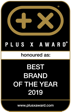 PLUS X AWARD®
honoured as:
BEST
BRAND
OF THE YEAR
2019
www.plusxaward.com